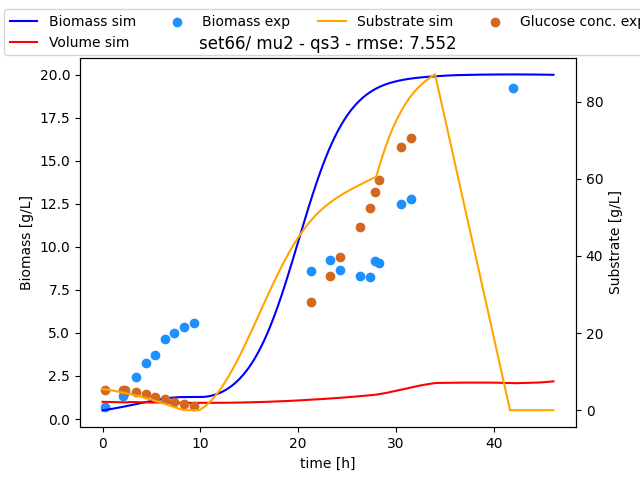 Biomass sim Biomass exp Substrate sim Glucose conc. exp
Volume sim
set66/ mu2 - qs3 - rmse: 7.552
20.0
17.5
15.0
12.5
10.0
7.5
5.0
2.5
0.0
Biomass [g/L]
80
60
40
20
0
Substrate [g/L]
0 10 20 30 40
time [h]